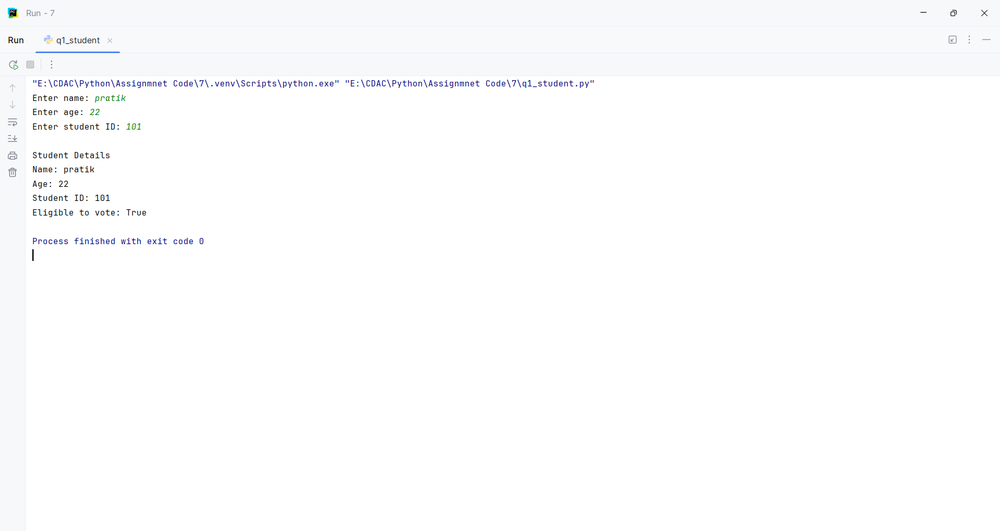 Run - 7
Run q1_student
"E:\CDAC\Python\Assignmnet Code\7\.venv\Scripts\python.exe" "E:\CDAC\Python\Assignmnet Code\7\q1_student.py"
Enter name: pratik
Enter age: 22
Enter student ID: 101
Student Details
Name: pratik
Age: 22
Student ID: 101
Eligible to vote: True
Process finished with exit code 0